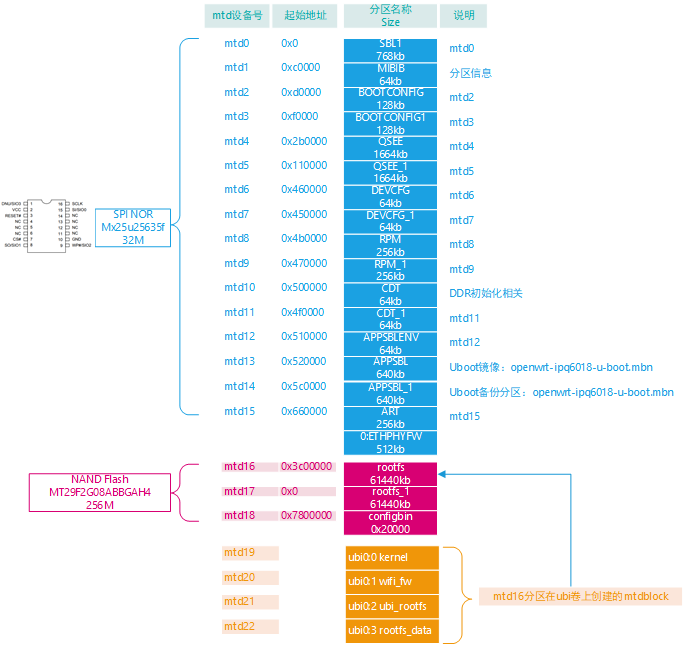 mtd设备号 起始地址 分区名称 说明
Size
mtd0 0x0 SBL1 mtd0
768kb
mtd1 0xc0000 MIBIB 分区信息
64kb
mtd2 0xd0000 BOOTCONFIG mtd2
128kb
mtd3 0xf0000 BOOTCONFIG1 mtd3
128kb
mtd4 0x2b0000 QSEE mtd4
1664kb
mtd5 0x110000 QSEE_1 mtd5
1664kb
mtd6 0x460000 DEVCFG mtd6
64kb
mtd7 0x450000 DEVCFG_1 mtd7
64kb
mtd8 0x4b0000 RPM mtd8
256kb
mtd9 0x470000 RPM_1 mtd9
256kb
mtd10 0x500000 CDT DDR初始化相关
64kb
mtd11 0x4f0000 CDT_1 mtd11
64kb
mtd12 0x510000 APPSBLENV mtd12
64kb
mtd13 0x520000 APPSBL Uboot镜像：openwrt-ipq6018-u-boot.mbn
640kb
mtd14 0x5c0000 APPSBL_1 Uboot备份分区：openwrt-ipq6018-u-boot.mbn
640kb
mtd15 0x660000 ART mtd15
256kb
0:ETHPHYFW
512kb
DNU/SIO3 1 16 SCLK
VCC 2 15 SI/SIO0
RESET# 3 14 NC
NC 4 13 NC
NC 5 12 NC
NC 6 11 NC
CS# 7 10 GND
SO/SIO1 8 9 WP#/SIO2
SPI NOR
Mx25u25635f
32M
mtd16 0x3c00000 rootfs
61440kb
mtd17 0x0 rootfs_1
61440kb
mtd18 0x7800000 configbin
0x20000
NAND Flash
MT29F2G08ABBGAH4
256M
mtd19 ubi0:0 kernel
mtd20 ubi0:1 wifi_fw
mtd21 ubi0:2 ubi_rootfs
mtd22 ubi0:3 rootfs_data
mtd16分区在ubi卷上创建的mtdblock